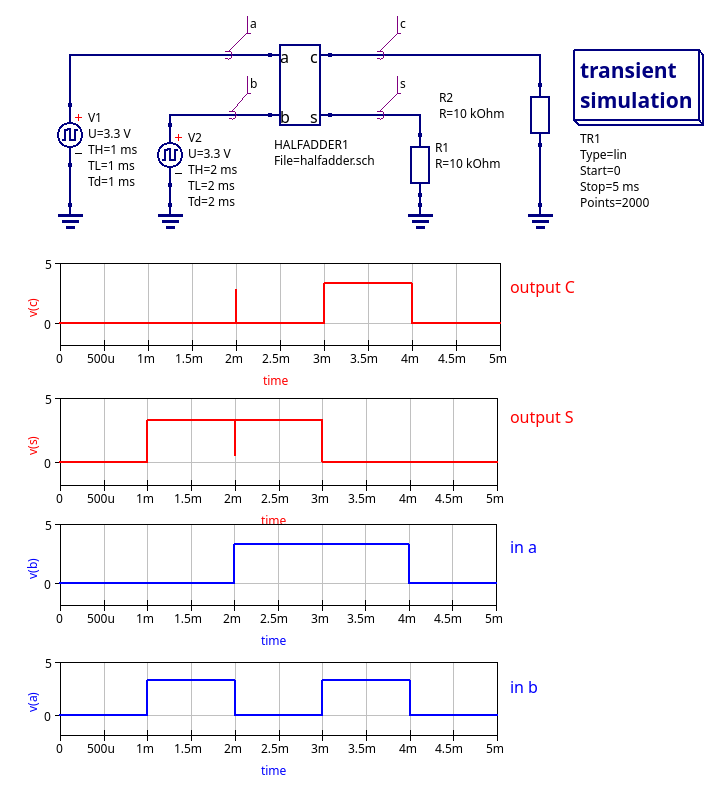 a
c
a
c
transient
simulation
b
s
b
s
V1
U=3.3 V
TH=1 ms
TL=1 ms
Td=1 ms
V2
U=3.3 V
TH=2 ms
TL=2 ms
Td=2 ms
HALFADDER1
File=halfadder.sch
R2
R=10 kOhm
R1
R=10 kOhm
TR1
Type=lin
Start=0
Stop=5 ms
Points=2000
5
0
v(c)
0 500u 1m 1.5m 2m 2.5m 3m 3.5m 4m 4.5m 5m
time
output C
5
0
v(s)
0 500u 1m 1.5m 2m 2.5m 3m 3.5m 4m 4.5m 5m
time
output S
5
0
v(b)
0 500u 1m 1.5m 2m 2.5m 3m 3.5m 4m 4.5m 5m
time
in a
5
0
v(a)
0 500u 1m 1.5m 2m 2.5m 3m 3.5m 4m 4.5m 5m
time
in b